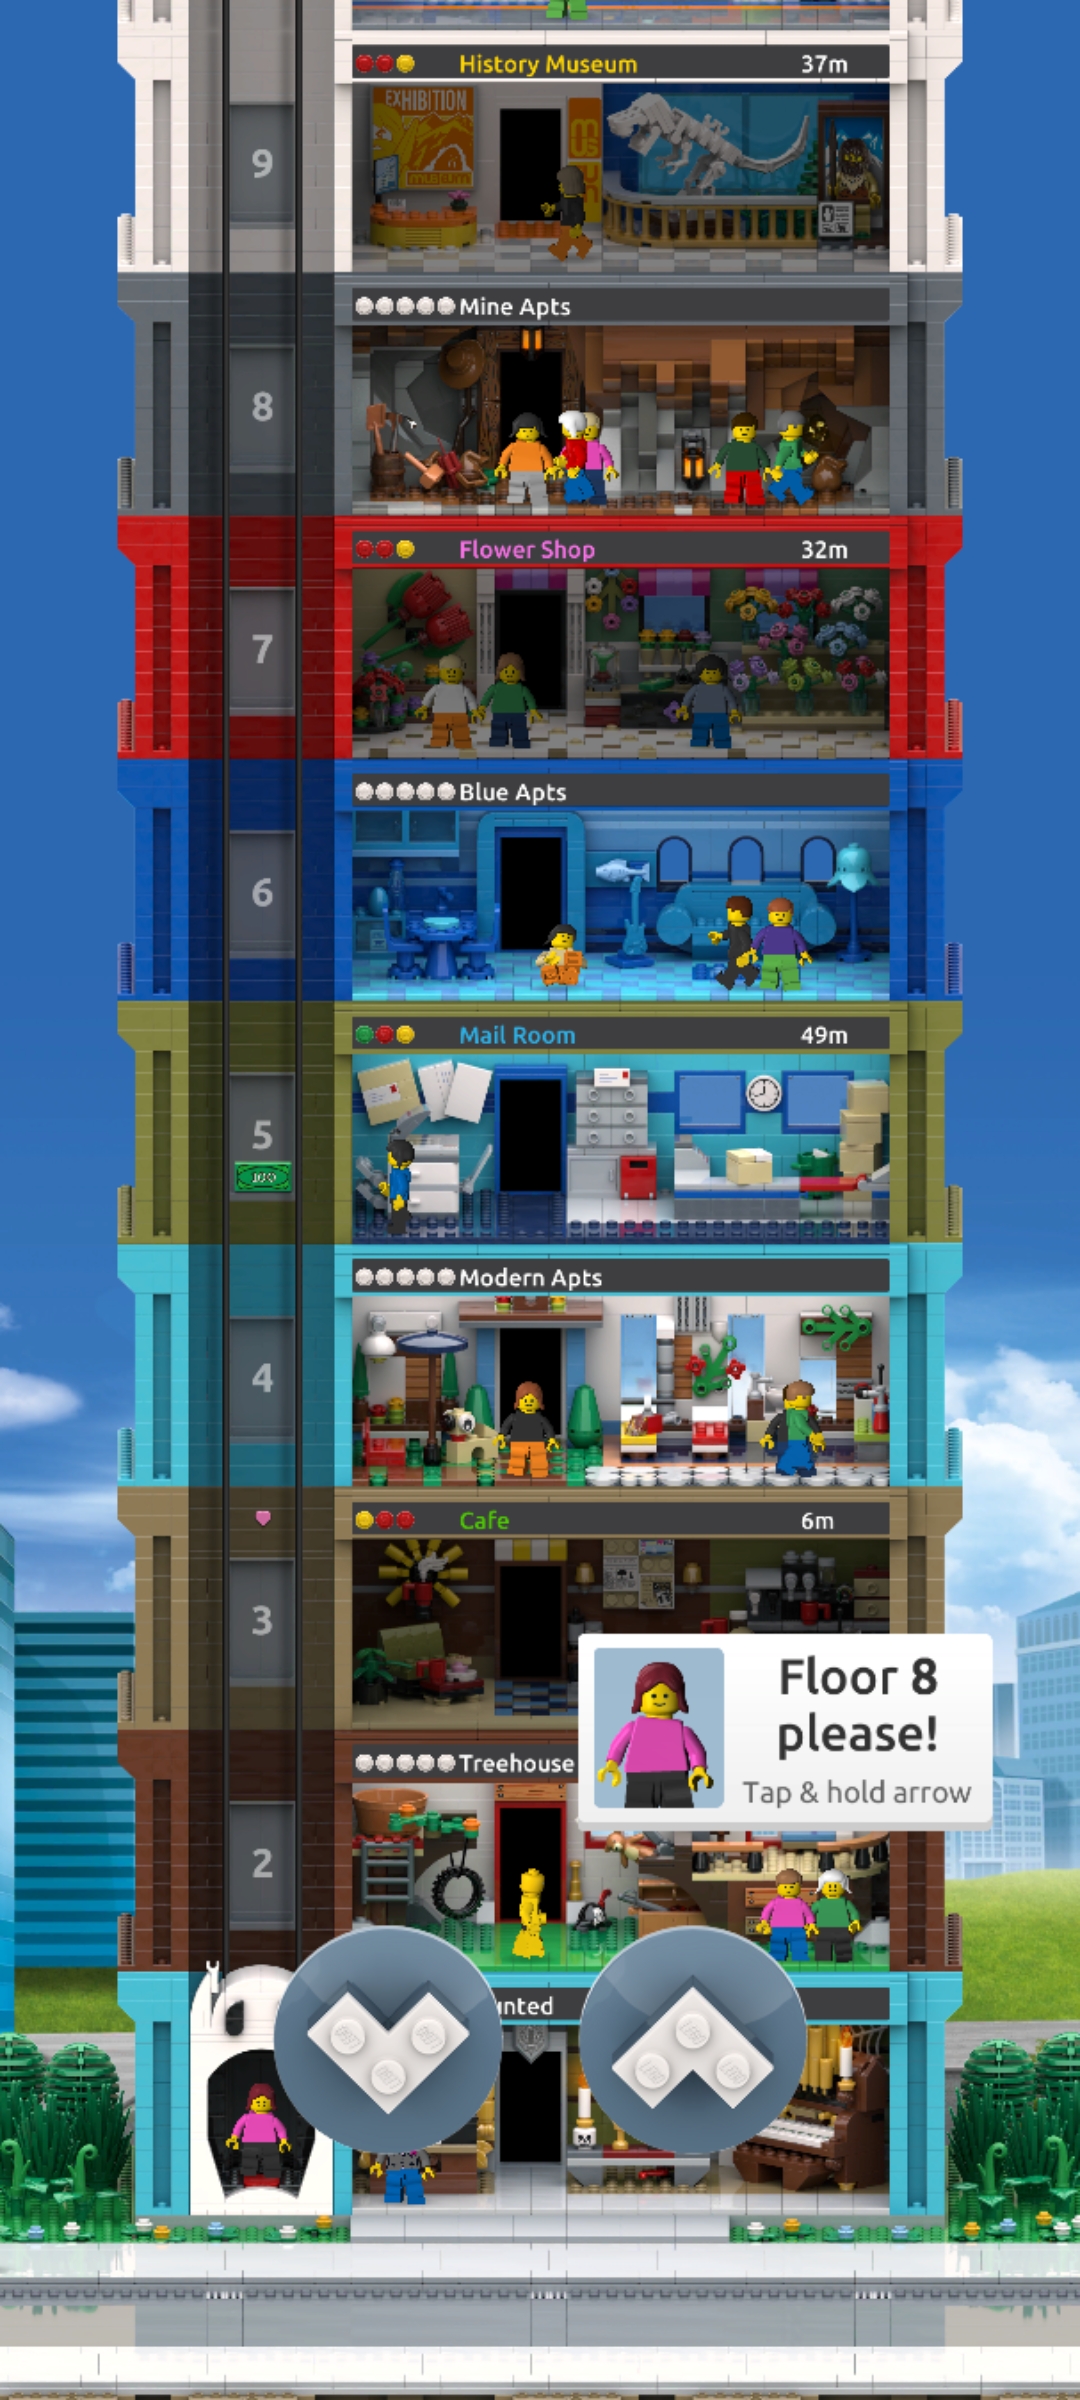 History Museum 37m
EXHIBITION
museum
9
Mine Apts
8
Flower Shop 32m
7
Blue Apts
6
Mail Room 49m
5
100
Modern Apts
4
Cafe 6m
3
Floor 8
please!
Tap & hold arrow
Treehouse
2
nted